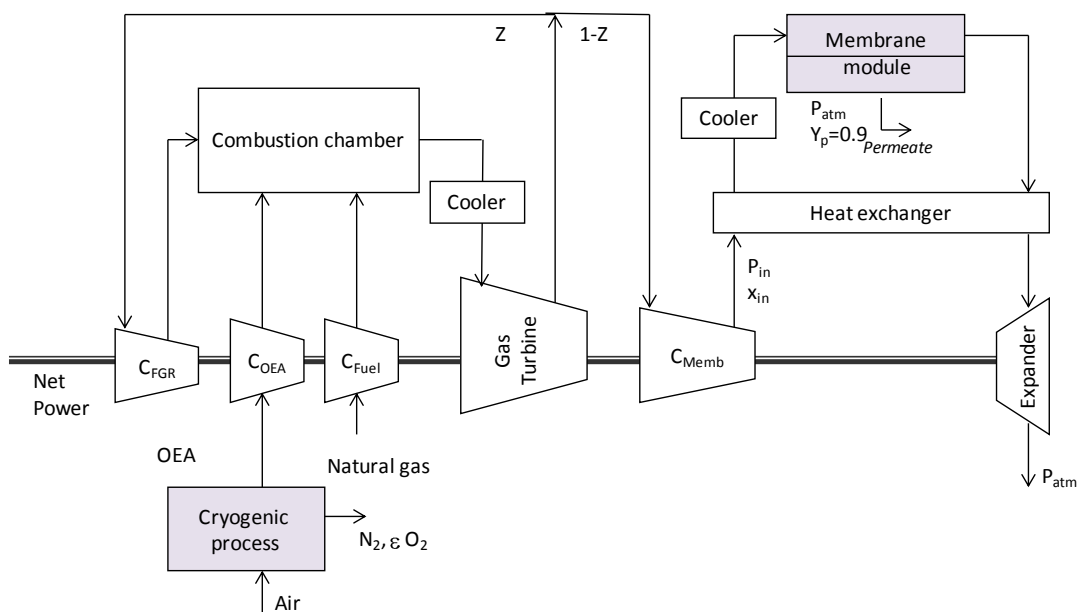 Z
1-Z
Membrane
module
Combustion chamber
Cooler
P_atm
Y_p=0.9
Permeate
Cooler
Heat exchanger
P_in
x_in
C_FGR
C_OEA
C_Fuel
Gas
Turbine
C_Memb
Expander
Net
Power
OEA
Natural gas
P_atm
Cryogenic
process
N₂, ε O₂
Air